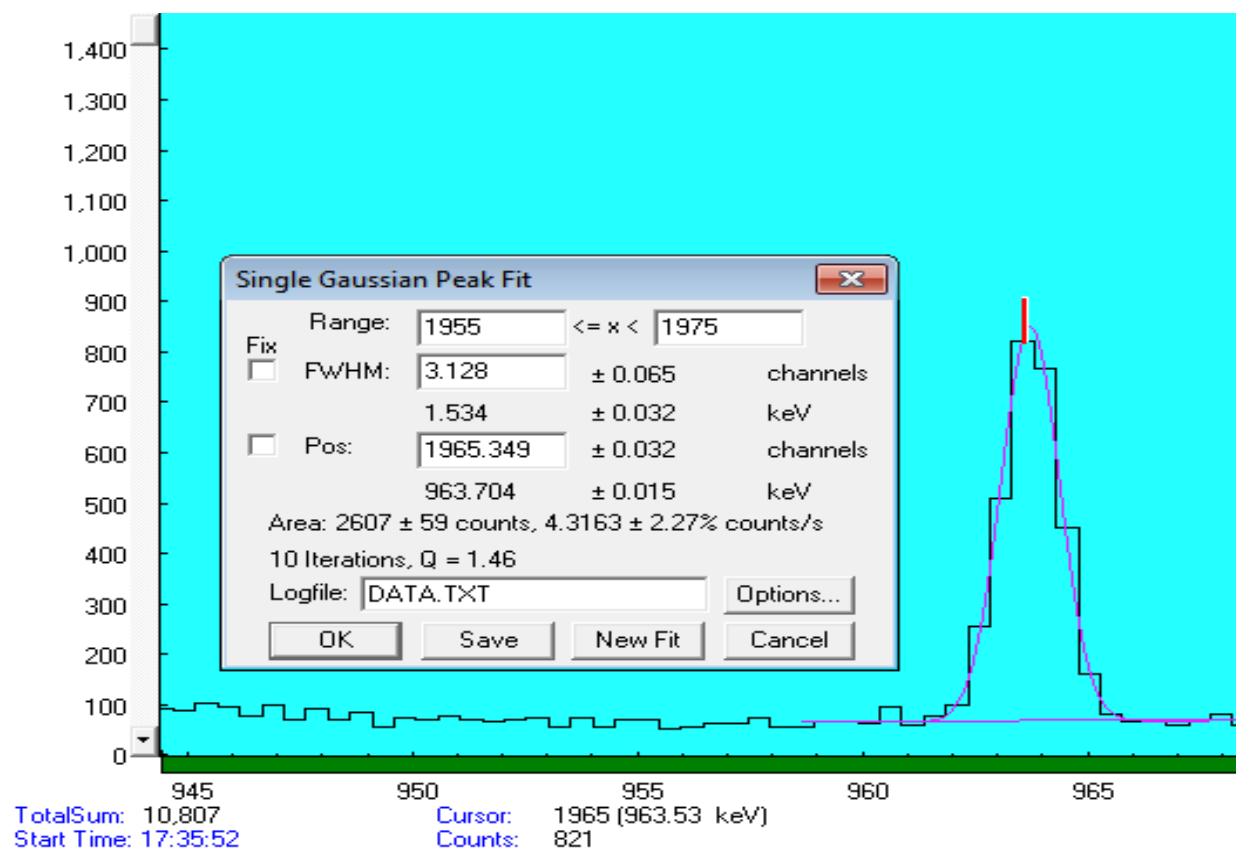 1,400
1,300
1,200
1,100
1,000
900
800
700
600
500
400
300
200
100
0
Single Gaussian Peak Fit
Range: 1955 <= x < 1975
Fix
FWHM: 3.128 ± 0.065 channels
1.534 ± 0.032 keV
Pos: 1965.349 ± 0.032 channels
963.704 ± 0.015 keV
Area: 2607 ± 59 counts, 4.3163 ± 2.27% counts/s
10 Iterations, Q = 1.46
Logfile: DATA.TXT Options...
OK Save New Fit Cancel
945 950 955 960 965
TotalSum: 10,807 Cursor: 1965 (963.53 keV)
Start Time: 17:35:52 Counts: 821